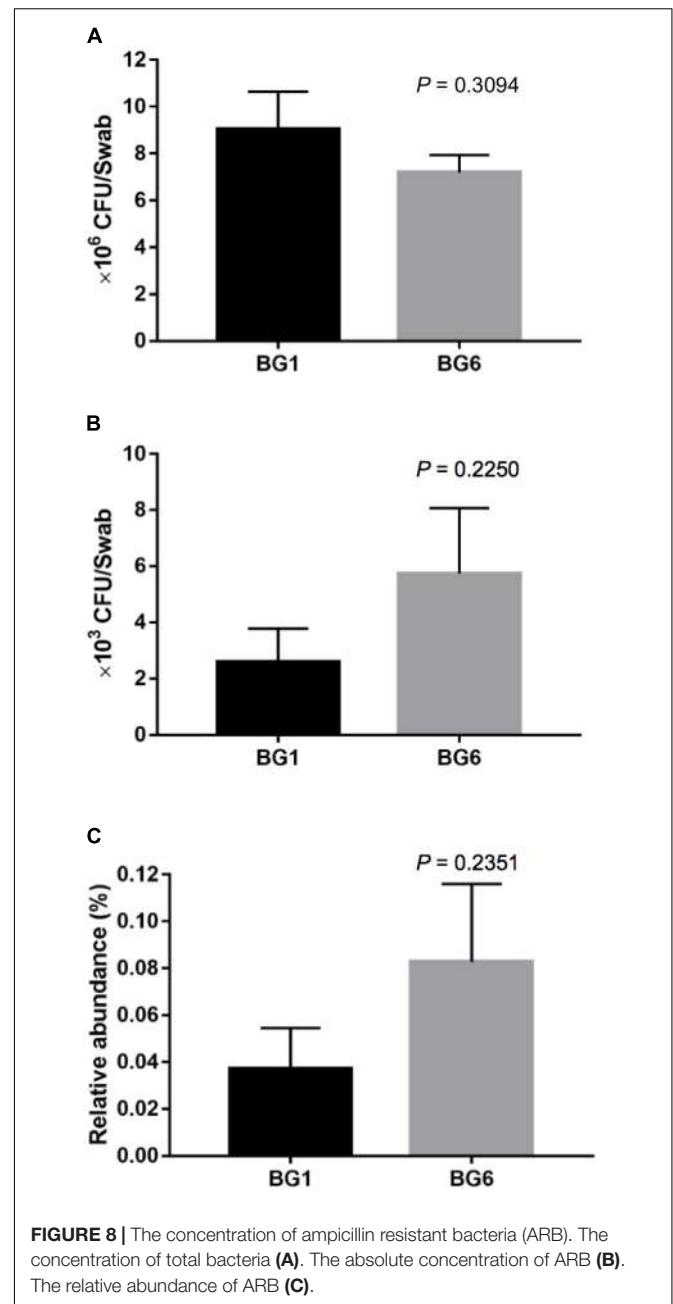 A
12
10
8
6
4
2
0
×10⁶ CFU/Swab
P = 0.3094
BG1 BG6
B
10
8
6
4
2
0
×10³ CFU/Swab
P = 0.2250
BG1 BG6
C
0.12
0.10
0.08
0.06
0.04
0.02
0.00
Relative abundance (%)
P = 0.2351
BG1 BG6
FIGURE 8 | The concentration of ampicillin resistant bacteria (ARB). The
concentration of total bacteria (A). The absolute concentration of ARB (B).
The relative abundance of ARB (C).